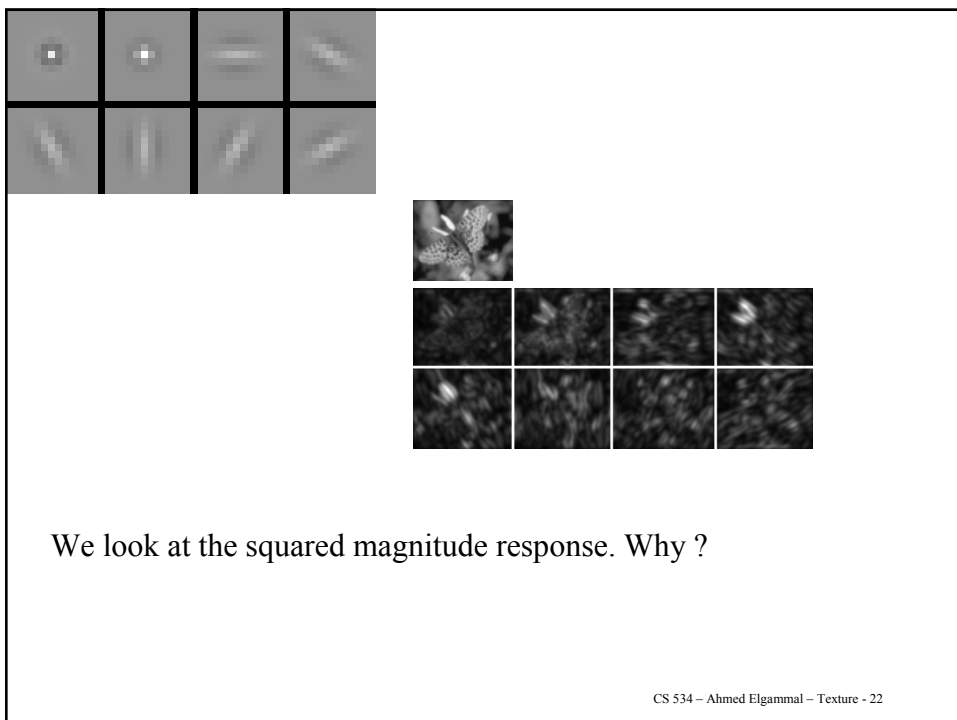 We look at the squared magnitude response. Why ?
CS 534 – Ahmed Elgammal – Texture - 22